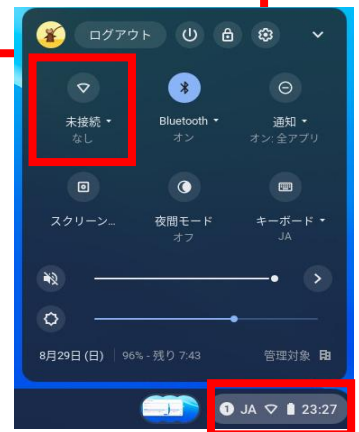 ログアウト
未接続
なし
Bluetooth
オン
通知
オン: 全アプリ
スクリーン...
夜間モード
オフ
キーボード
JA
8月29日 (日) 96% - 残り 7:43 管理対象
1 JA 23:27